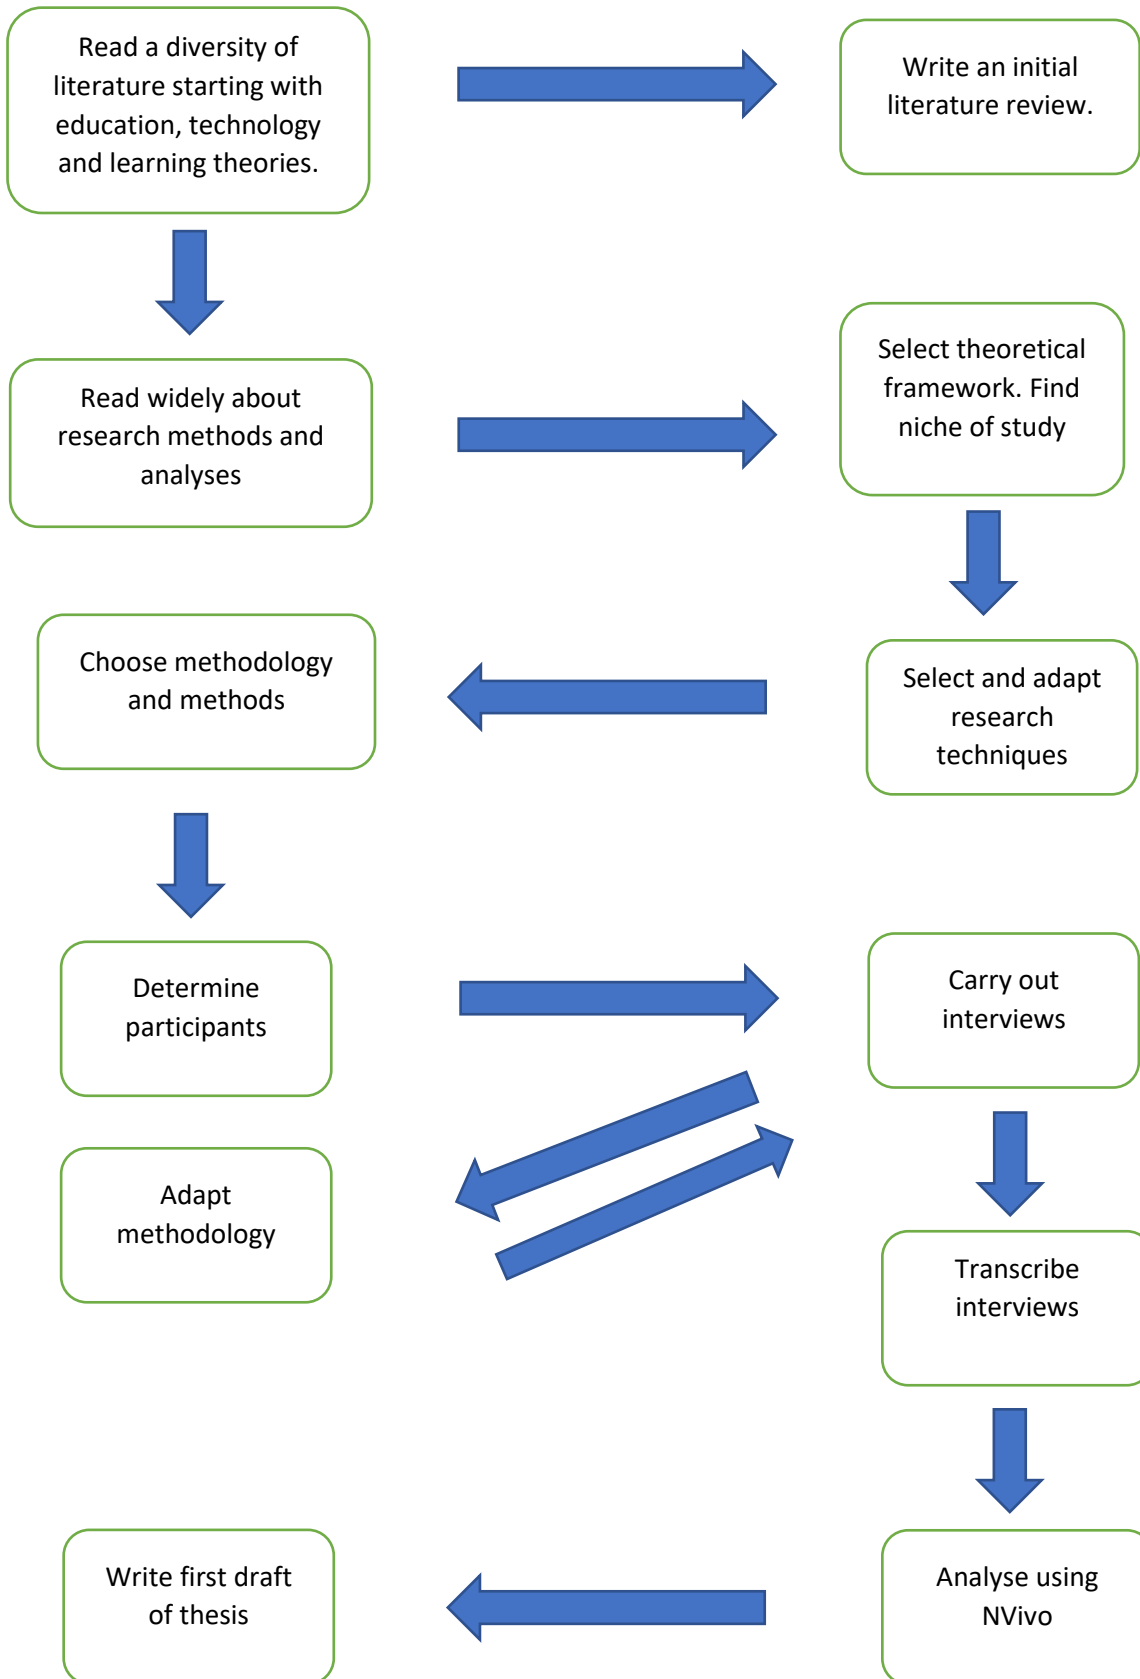 Read a diversity of
literature starting with
education, technology
and learning theories.
Write an initial
literature review.
Read widely about
research methods and
analyses
Select theoretical
framework. Find
niche of study
Choose methodology
and methods
Select and adapt
research
techniques
Determine
participants
Carry out
interviews
Adapt
methodology
Transcribe
interviews
Write first draft
of thesis
Analyse using
NVivo